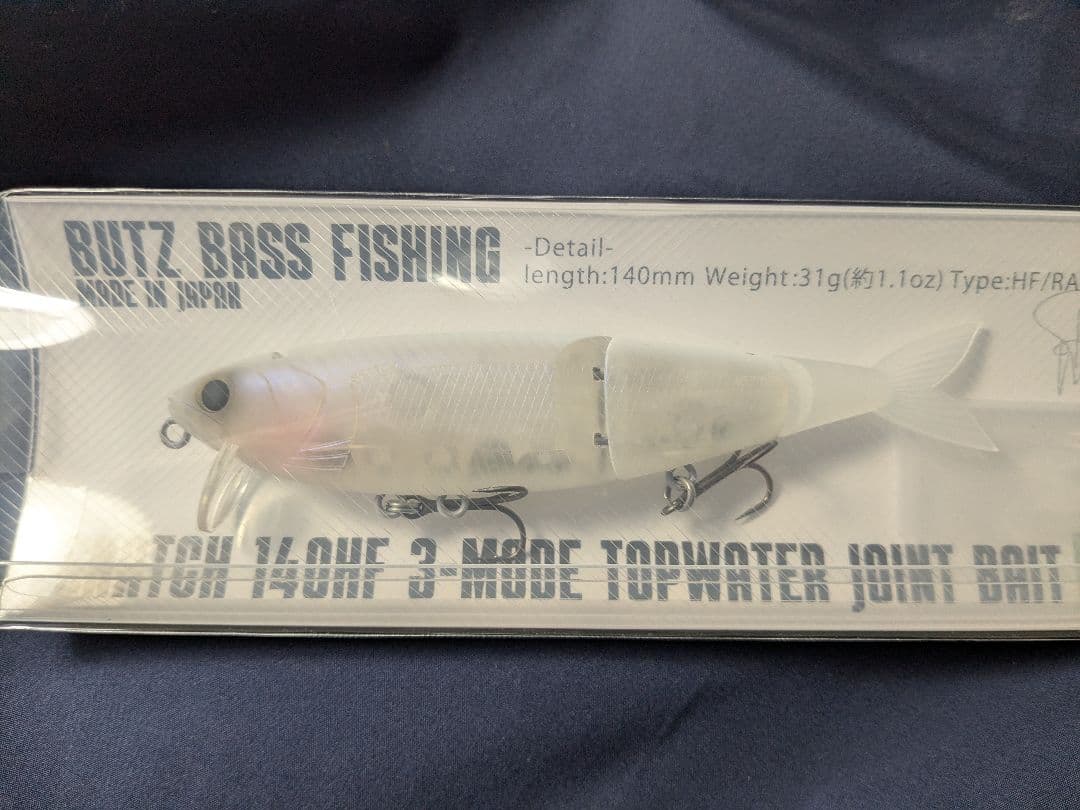 BUTZ BASS FISHING
MADE IN JAPAN
-Detail-
length:140mm Weight:31g(約1.1oz) Type:HF/RA
140HF 3-MODE TOPWATER JOINT BAIT